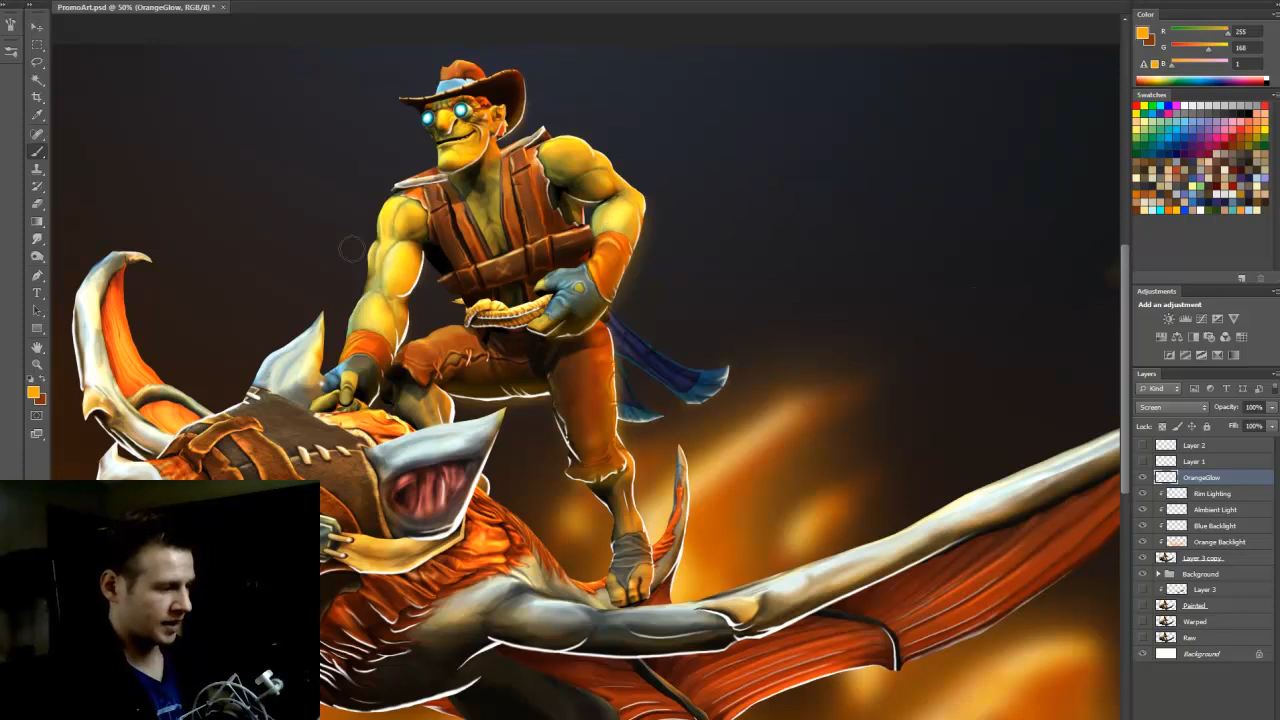 PromoArt.psd @ 50% (OrangeGlow, RGB/8) * ×
Color
R 255
G 168
B 1
Swatches
Adjustments
Add an adjustment
Layers
Kind
Screen Opacity: 100%
Lock: Fill: 100%
Layer 2
Layer 1
OrangeGlow
Rim Lighting
Almbient Light
Blue Backlight
Orange Backlight
Layer 3 copy
Background
Layer 3
Painted
Warped
Raw
Background
T